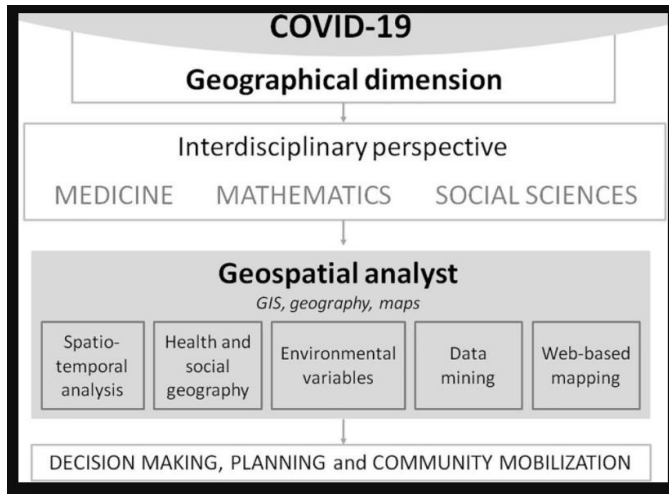 COVID-19
Geographical dimension
Interdisciplinary perspective
MEDICINE MATHEMATICS SOCIAL SCIENCES
Geospatial analyst
GIS, geography, maps
Spatio-
temporal
analysis
Health and
social
geography
Environmental
variables
Data
mining
Web-based
mapping
DECISION MAKING, PLANNING and COMMUNITY MOBILIZATION